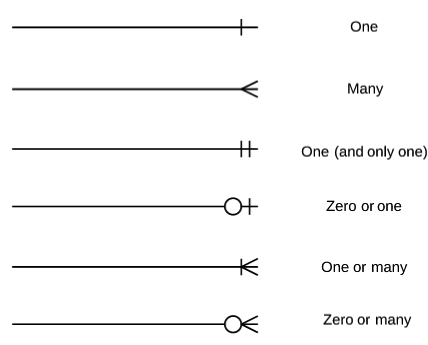 One
Many
One (and only one)
Zero or one
One or many
Zero or many